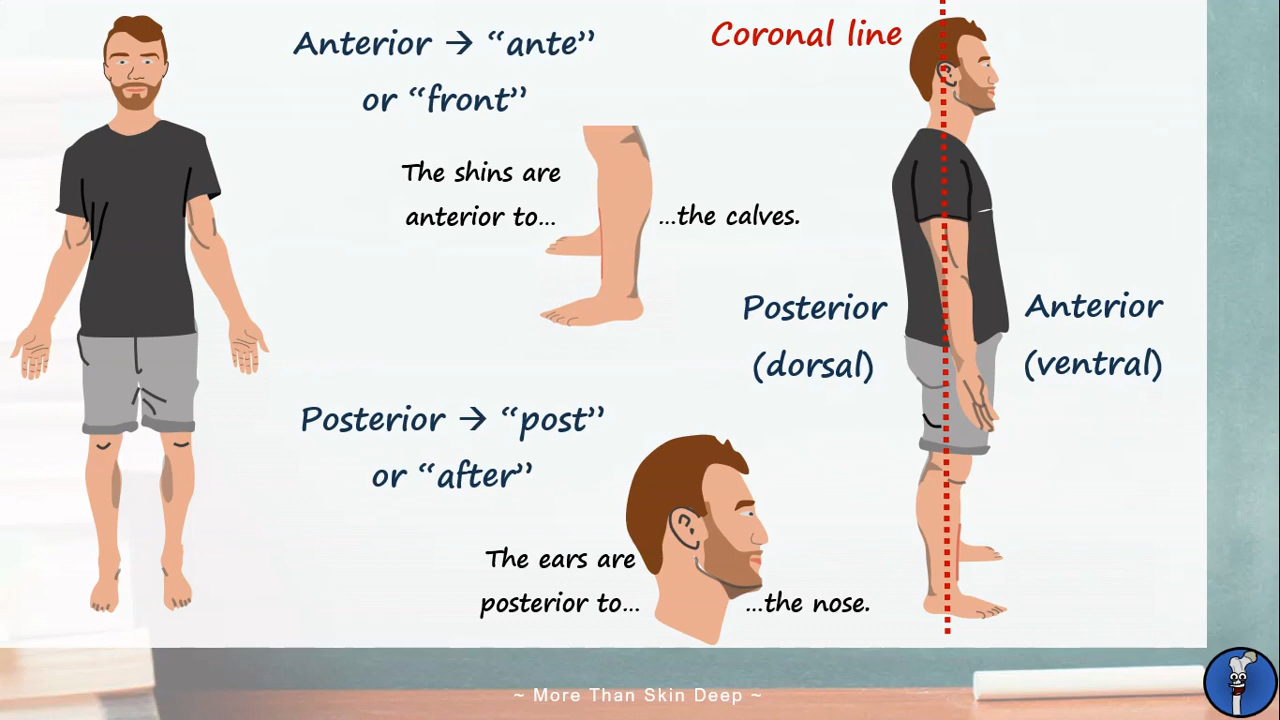 Anterior → “ante”
or “front”
The shins are
anterior to...
...the calves.
Posterior → “post”
or “after”
The ears are
posterior to...
...the nose.
Coronal line
Posterior
(dorsal)
Anterior
(ventral)
~ More Than Skin Deep ~